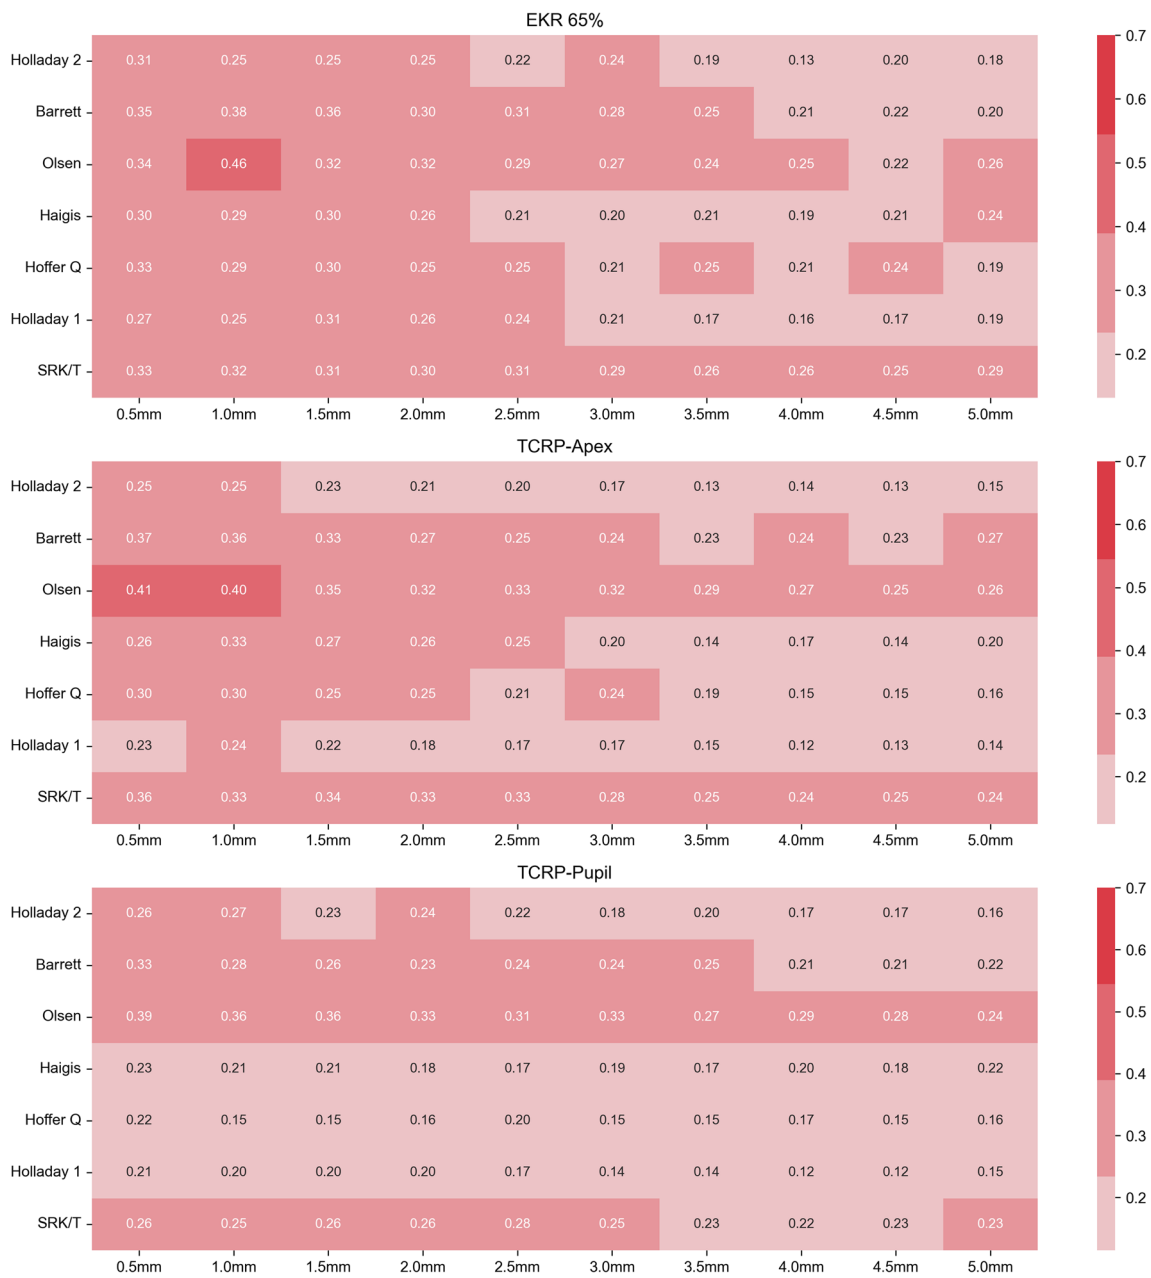 EKR 65%
Holladay 2 0.31 0.25 0.25 0.25 0.22 0.24 0.19 0.13 0.20 0.18
Barrett 0.35 0.38 0.36 0.30 0.31 0.28 0.25 0.21 0.22 0.20
Olsen 0.34 0.46 0.32 0.32 0.29 0.27 0.24 0.25 0.22 0.26
Haigis 0.30 0.29 0.30 0.26 0.21 0.20 0.21 0.19 0.21 0.24
Hoffer Q 0.33 0.29 0.30 0.25 0.25 0.21 0.25 0.21 0.24 0.19
Holladay 1 0.27 0.25 0.31 0.26 0.24 0.21 0.17 0.16 0.17 0.19
SRK/T 0.33 0.32 0.31 0.30 0.31 0.29 0.26 0.26 0.25 0.29
0.5mm 1.0mm 1.5mm 2.0mm 2.5mm 3.0mm 3.5mm 4.0mm 4.5mm 5.0mm
0.7
0.6
0.5
0.4
0.3
0.2
TCRP-Apex
Holladay 2 0.25 0.25 0.23 0.21 0.20 0.17 0.13 0.14 0.13 0.15
Barrett 0.37 0.36 0.33 0.27 0.25 0.24 0.23 0.24 0.23 0.27
Olsen 0.41 0.40 0.35 0.32 0.33 0.32 0.29 0.27 0.25 0.26
Haigis 0.26 0.33 0.27 0.26 0.25 0.20 0.14 0.17 0.14 0.20
Hoffer Q 0.30 0.30 0.25 0.25 0.21 0.24 0.19 0.15 0.15 0.16
Holladay 1 0.23 0.24 0.22 0.18 0.17 0.17 0.15 0.12 0.13 0.14
SRK/T 0.36 0.33 0.34 0.33 0.33 0.28 0.25 0.24 0.25 0.24
0.5mm 1.0mm 1.5mm 2.0mm 2.5mm 3.0mm 3.5mm 4.0mm 4.5mm 5.0mm
0.7
0.6
0.5
0.4
0.3
0.2
TCRP-Pupil
Holladay 2 0.26 0.27 0.23 0.24 0.22 0.18 0.20 0.17 0.17 0.16
Barrett 0.33 0.28 0.26 0.23 0.24 0.24 0.25 0.21 0.21 0.22
Olsen 0.39 0.36 0.36 0.33 0.31 0.33 0.27 0.29 0.28 0.24
Haigis 0.23 0.21 0.21 0.18 0.17 0.19 0.17 0.20 0.18 0.22
Hoffer Q 0.22 0.15 0.15 0.16 0.20 0.15 0.15 0.17 0.15 0.16
Holladay 1 0.21 0.20 0.20 0.20 0.17 0.14 0.14 0.12 0.12 0.15
SRK/T 0.26 0.25 0.26 0.26 0.28 0.25 0.23 0.22 0.23 0.23
0.5mm 1.0mm 1.5mm 2.0mm 2.5mm 3.0mm 3.5mm 4.0mm 4.5mm 5.0mm
0.7
0.6
0.5
0.4
0.3
0.2